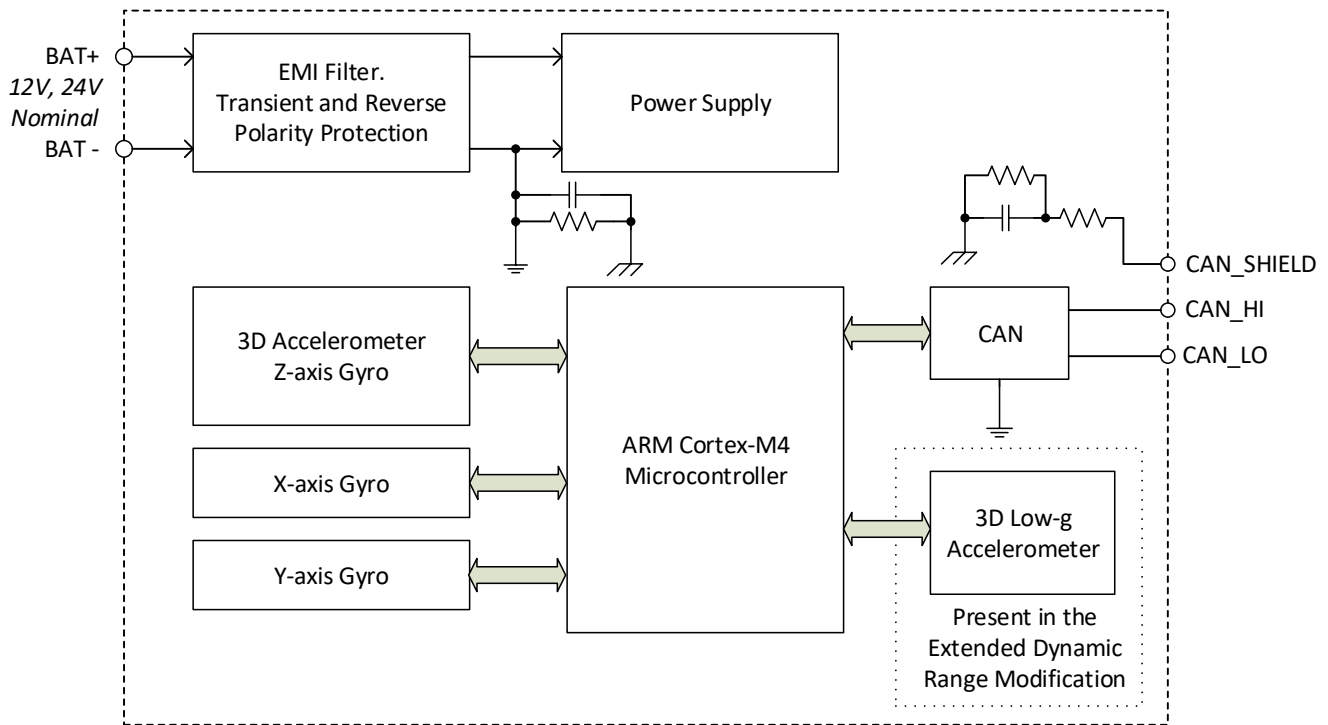 BAT+
12V, 24V
Nominal
BAT -
EMI Filter.
Transient and Reverse
Polarity Protection
Power Supply
CAN_SHIELD
CAN_HI
CAN_LO
CAN
3D Accelerometer
Z-axis Gyro
X-axis Gyro
Y-axis Gyro
ARM Cortex-M4
Microcontroller
3D Low-g
Accelerometer
Present in the
Extended Dynamic
Range Modification